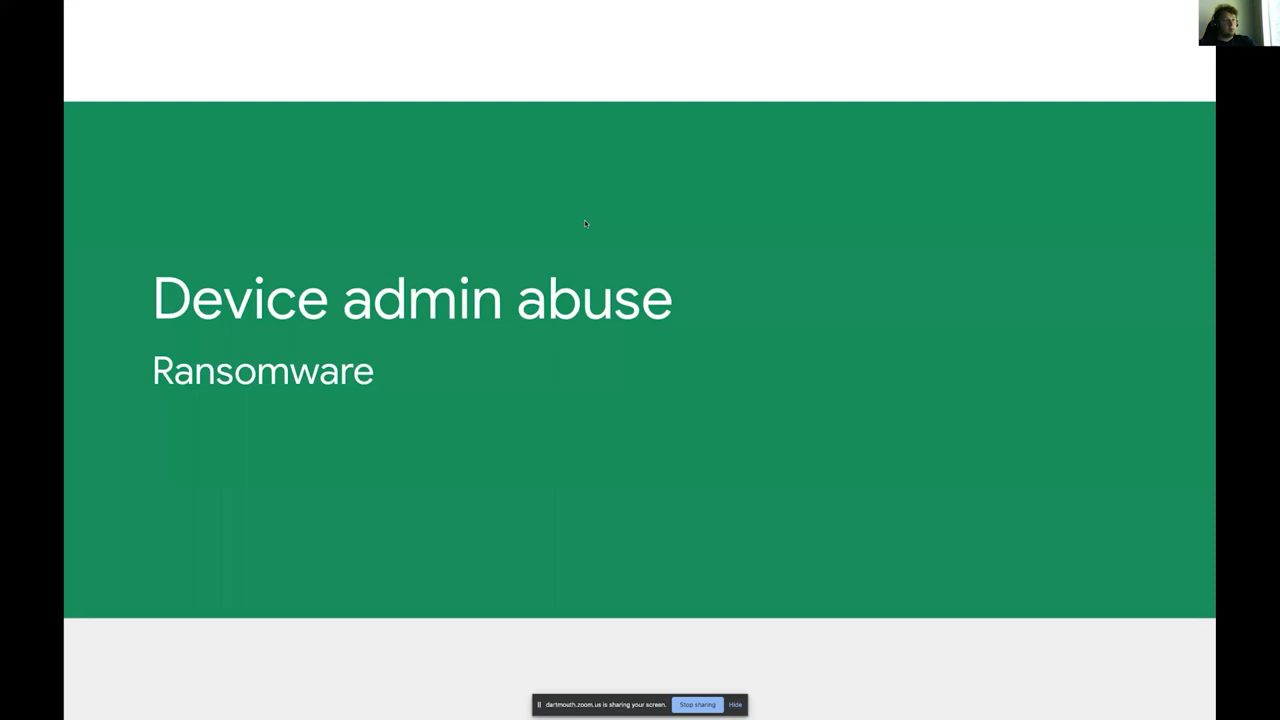 Device admin abuse
Ransomware
dartmouth.zoom.us is sharing your screen. Stop sharing Hide